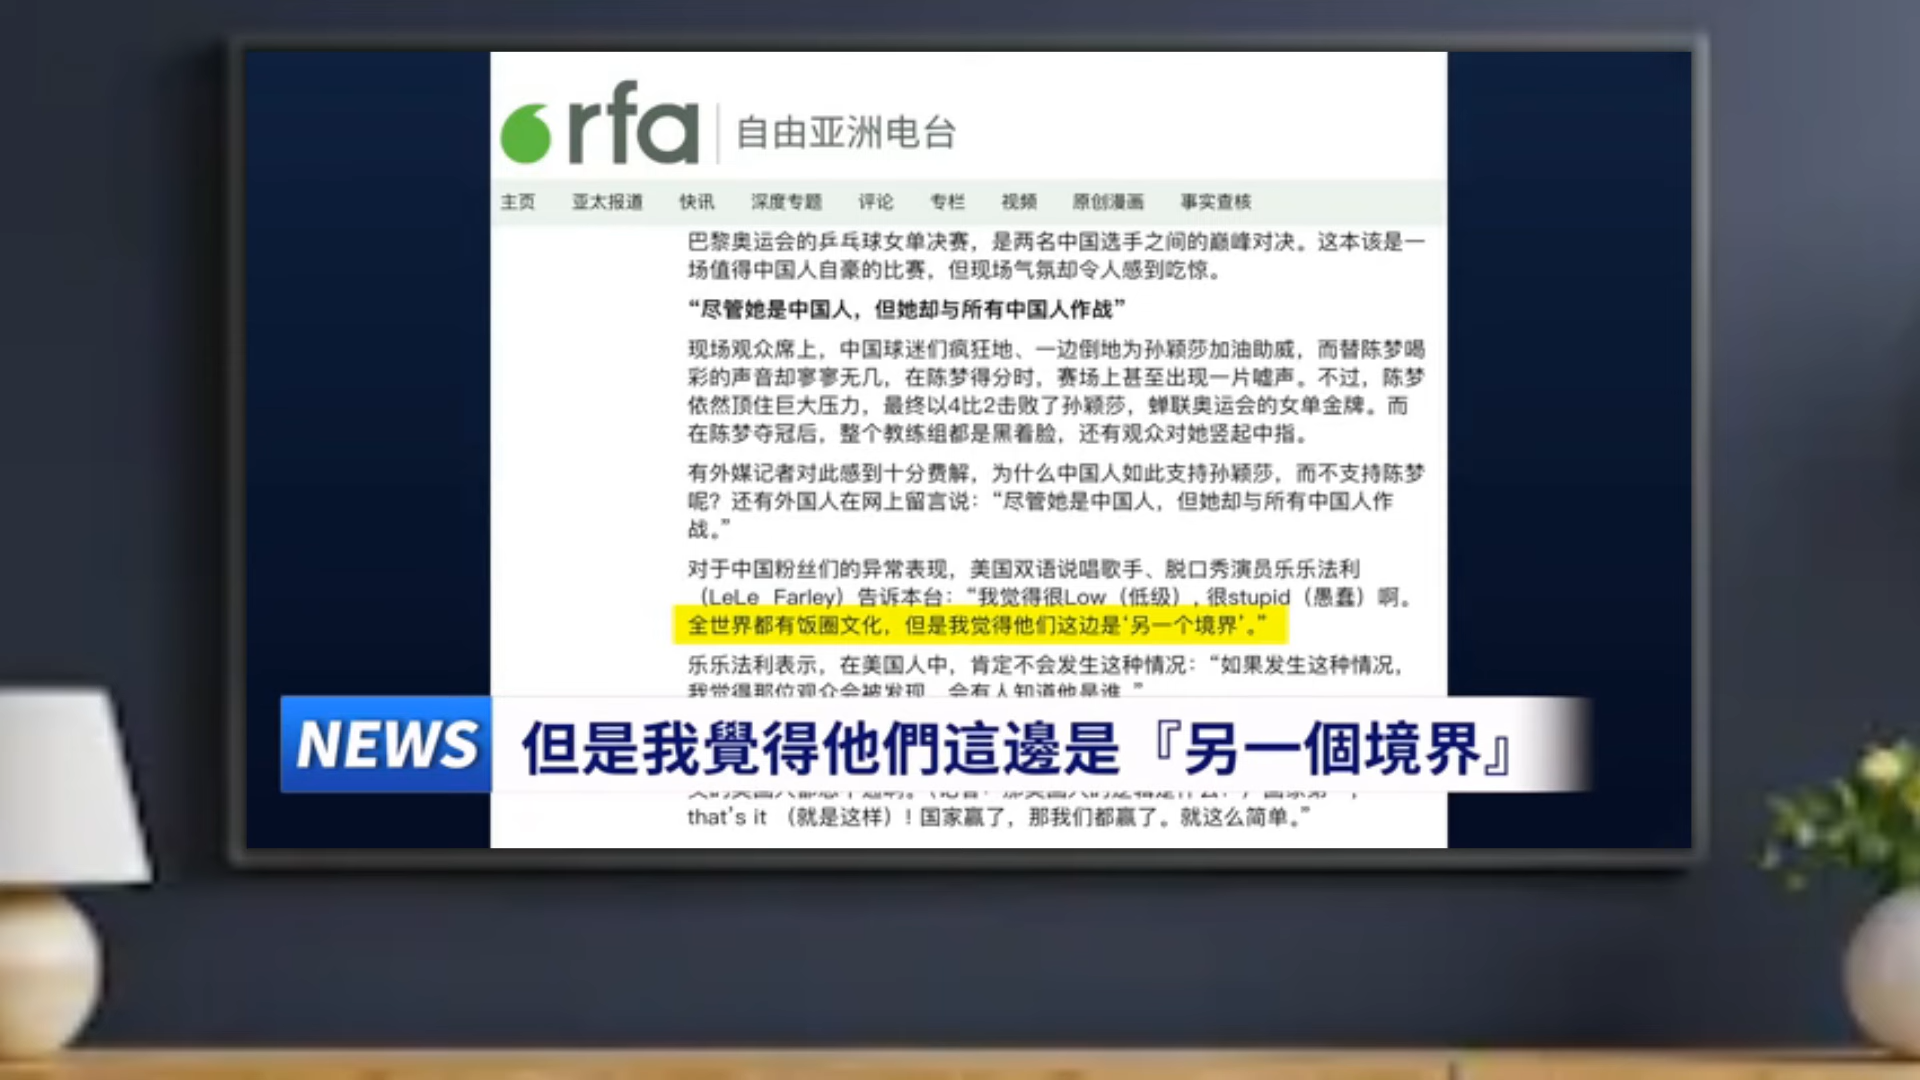 rfa 自由亚洲电台
主页 亚太报道 快讯 深度专题 评论 专栏 视频 原创漫画 事实查核
巴黎奥运会的乒乓球女单决赛，是两名中国选手之间的巅峰对决。这本该是一
场值得中国人自豪的比赛，但现场气氛却令人感到吃惊。
“尽管她是中国人，但她却与所有中国人作战”
现场观众席上，中国球迷们疯狂地、一边倒地为孙颖莎加油助威，而替陈梦喝
彩的声音却寥寥无几，在陈梦得分时，赛场上甚至出现一片嘘声。不过，陈梦
依然顶住巨大压力，最终以4比2击败了孙颖莎，蝉联奥运会的女单金牌。而
在陈梦夺冠后，整个教练组都是黑着脸，还有观众对她竖起中指。
有外媒记者对此感到十分费解，为什么中国人如此支持孙颖莎，而不支持陈梦
呢？还有外国人在网上留言说：“尽管她是中国人，但她却与所有中国人作
战。”
对于中国粉丝们的异常表现，美国双语说唱歌手、脱口秀演员乐乐法利
（LeLe Farley）告诉本台：“我觉得很Low（低级）, 很stupid（愚蠢）啊。
全世界都有饭圈文化，但是我觉得他们这边是‘另一个境界’。”
乐乐法利表示，在美国人中，肯定不会发生这种情况：“如果发生这种情况，
我觉得那位观众会被发现，会有人知道他是谁。”
NEWS 但是我覺得他們這邊是『另一個境界』
that's it （就是这样）! 国家赢了，那我们都赢了。就这么简单。”